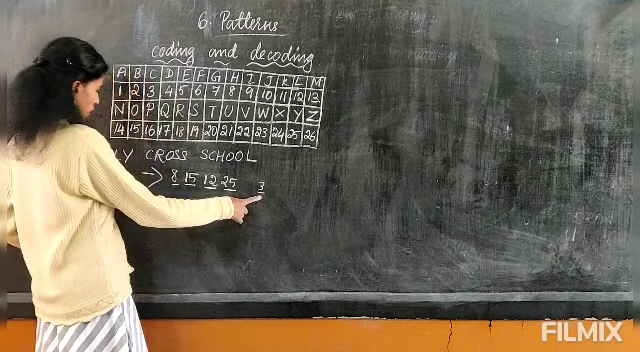 6. Patterns
coding and decoding
A B C D E F G H I J K L M
1 2 3 4 5 6 7 8 9 10 11 12 13
N O P Q R S T U V W X Y Z
14 15 16 17 18 19 20 21 22 23 24 25 26
LY CROSS SCHOOL
→ 8 15 12 25 3
FILMIX